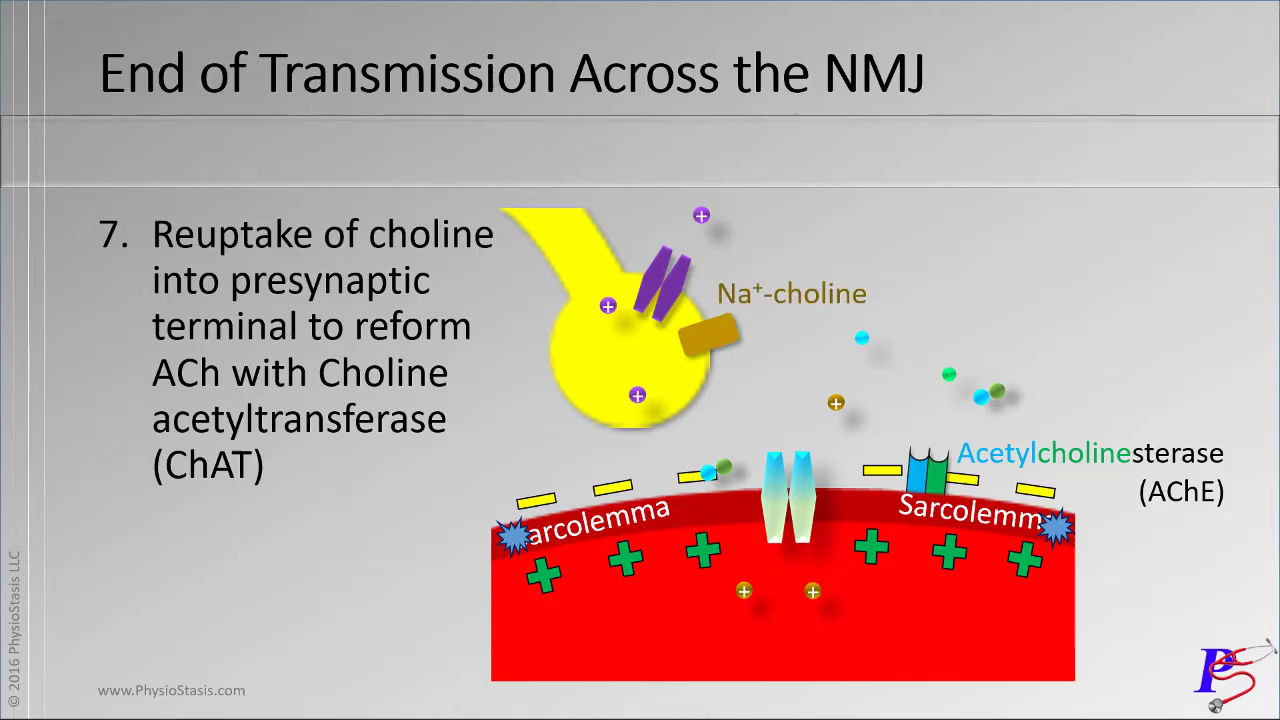 End of Transmission Across the NMJ
7. Reuptake of choline
into presynaptic
terminal to reform
ACh with Choline
acetyltransferase
(ChAT)
Na⁺-choline
Acetylcholinesterase
(AChE)
arcolemma
Sarcolemm
© 2016 PhysioStasis LLC
www.PhysioStasis.com
PS